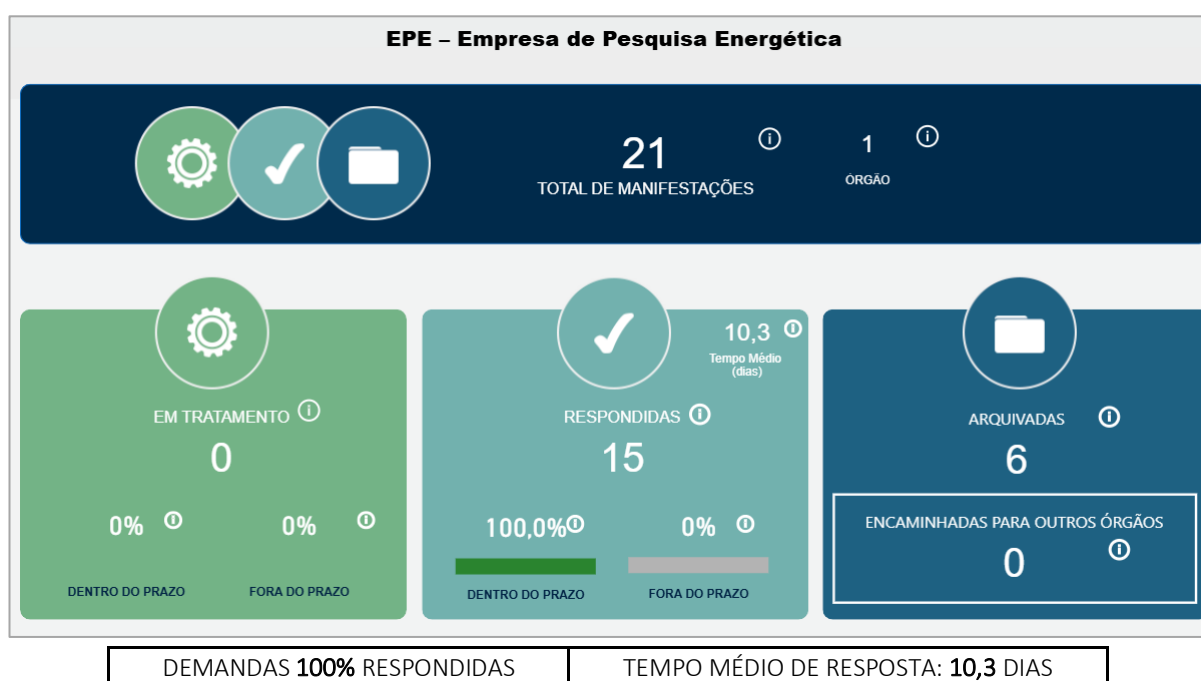 EPE – Empresa de Pesquisa Energética
21
TOTAL DE MANIFESTAÇÕES
1
ÓRGÃO
10,3
Tempo Médio
(dias)
EM TRATAMENTO
0
0%
0%
DENTRO DO PRAZO
FORA DO PRAZO
RESPONDIDAS
15
100,0%
0%
DENTRO DO PRAZO
FORA DO PRAZO
ARQUIVADAS
6
ENCAMINHADAS PARA OUTROS ÓRGÃOS
0
DEMANDAS 100% RESPONDIDAS
TEMPO MÉDIO DE RESPOSTA: 10,3 DIAS